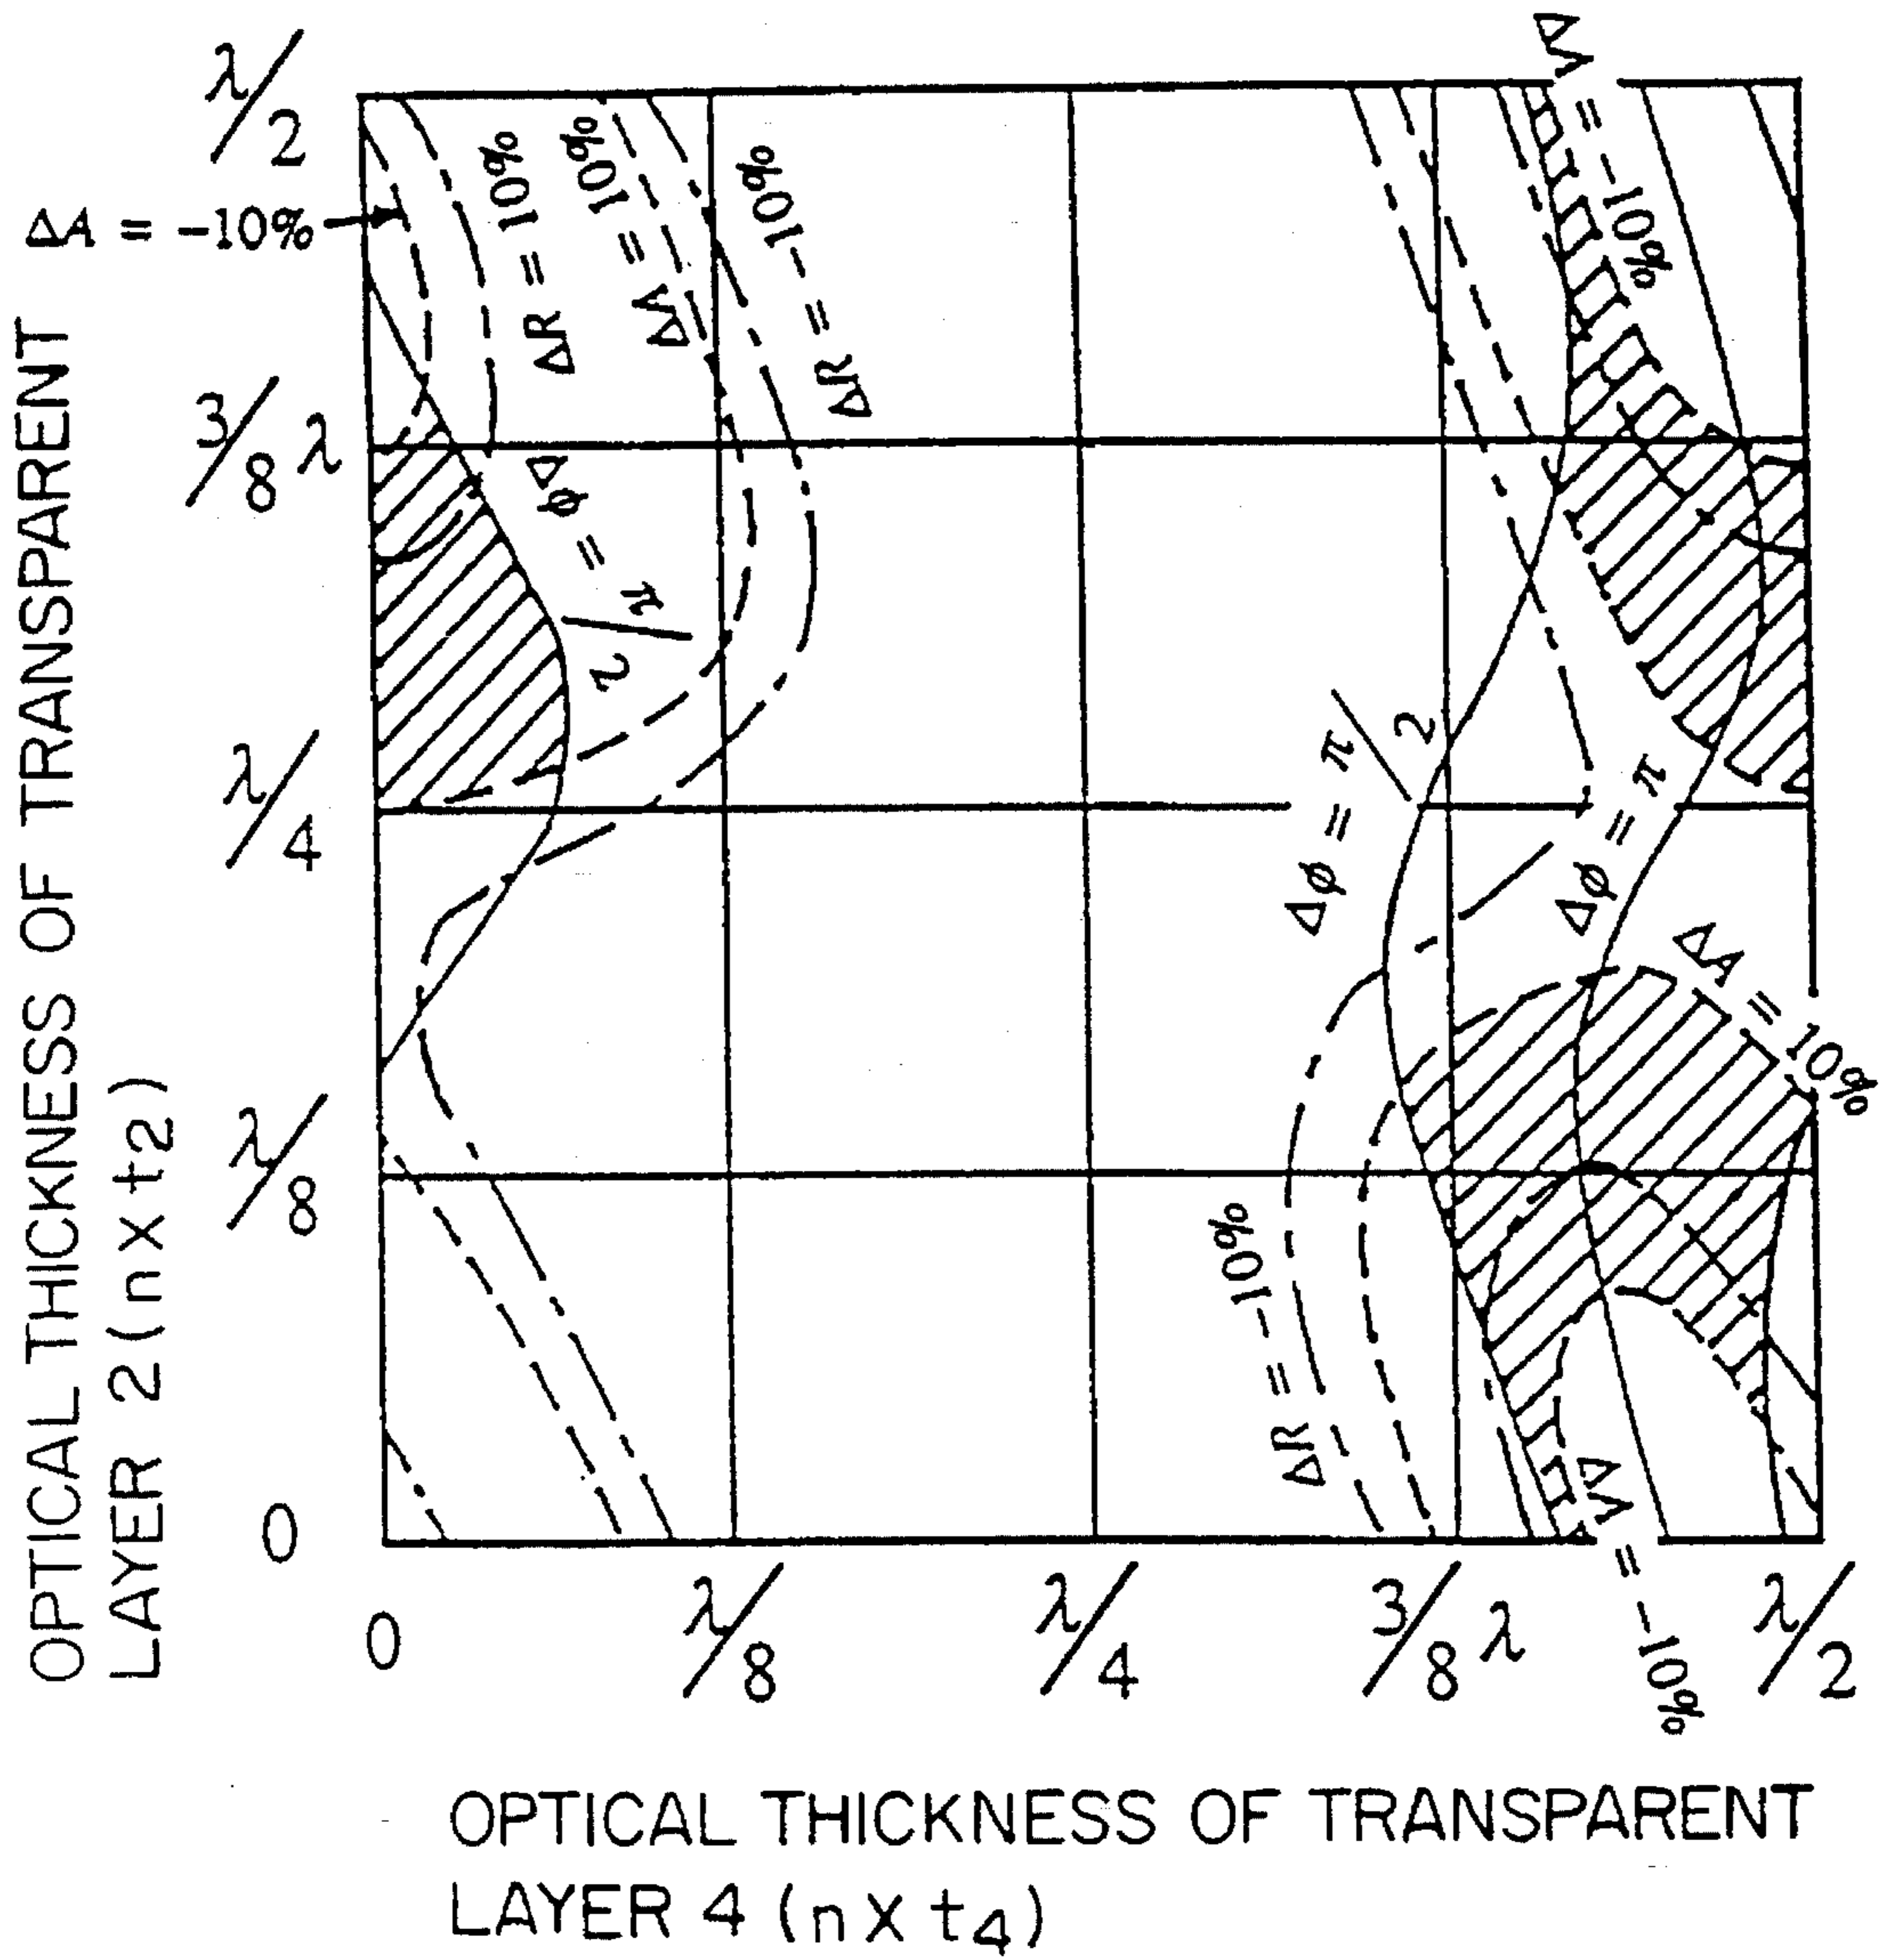 OPTICAL THICKNESS OF TRANSPARENT
LAYER 2 (n x t2)
λ/2
3/8 λ
λ/4
λ/8
0
ΔA = -10%
ΔR = 10%
ΔA = 10%
ΔR = -10%
Δφ = π/2
ΔA = -10%
Δφ = π/2
Δφ = π
ΔA = 10%
ΔR = -10%
ΔA = -10%
0
λ/8
λ/4
3/8 λ
λ/2
OPTICAL THICKNESS OF TRANSPARENT
LAYER 4 (n x t4)